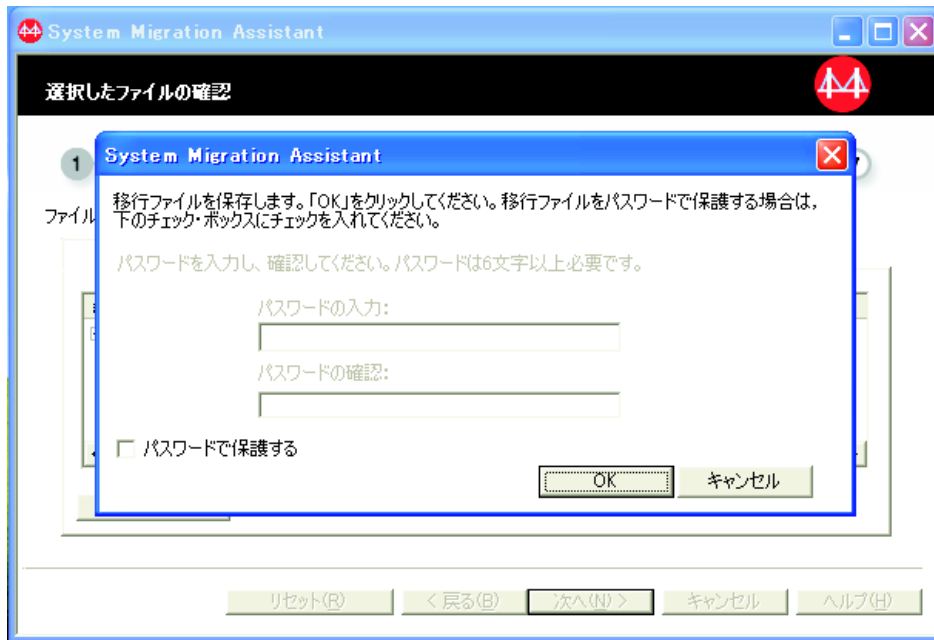 System Migration Assistant
選択したファイルの確認
1
System Migration Assistant
ファイル
移行ファイルを保存します。「OK」をクリックしてください。移行ファイルをパスワードで保護する場合は,
下のチェック・ボックスにチェックを入れてください。
パスワードを入力し、確認してください。パスワードは6文字以上必要です。
パスワードの入力:
パスワードの確認:
パスワードで保護する
OK
キャンセル
リセット(R)
< 戻る(B)
次へ(N) >
キャンセル
ヘルプ(H)